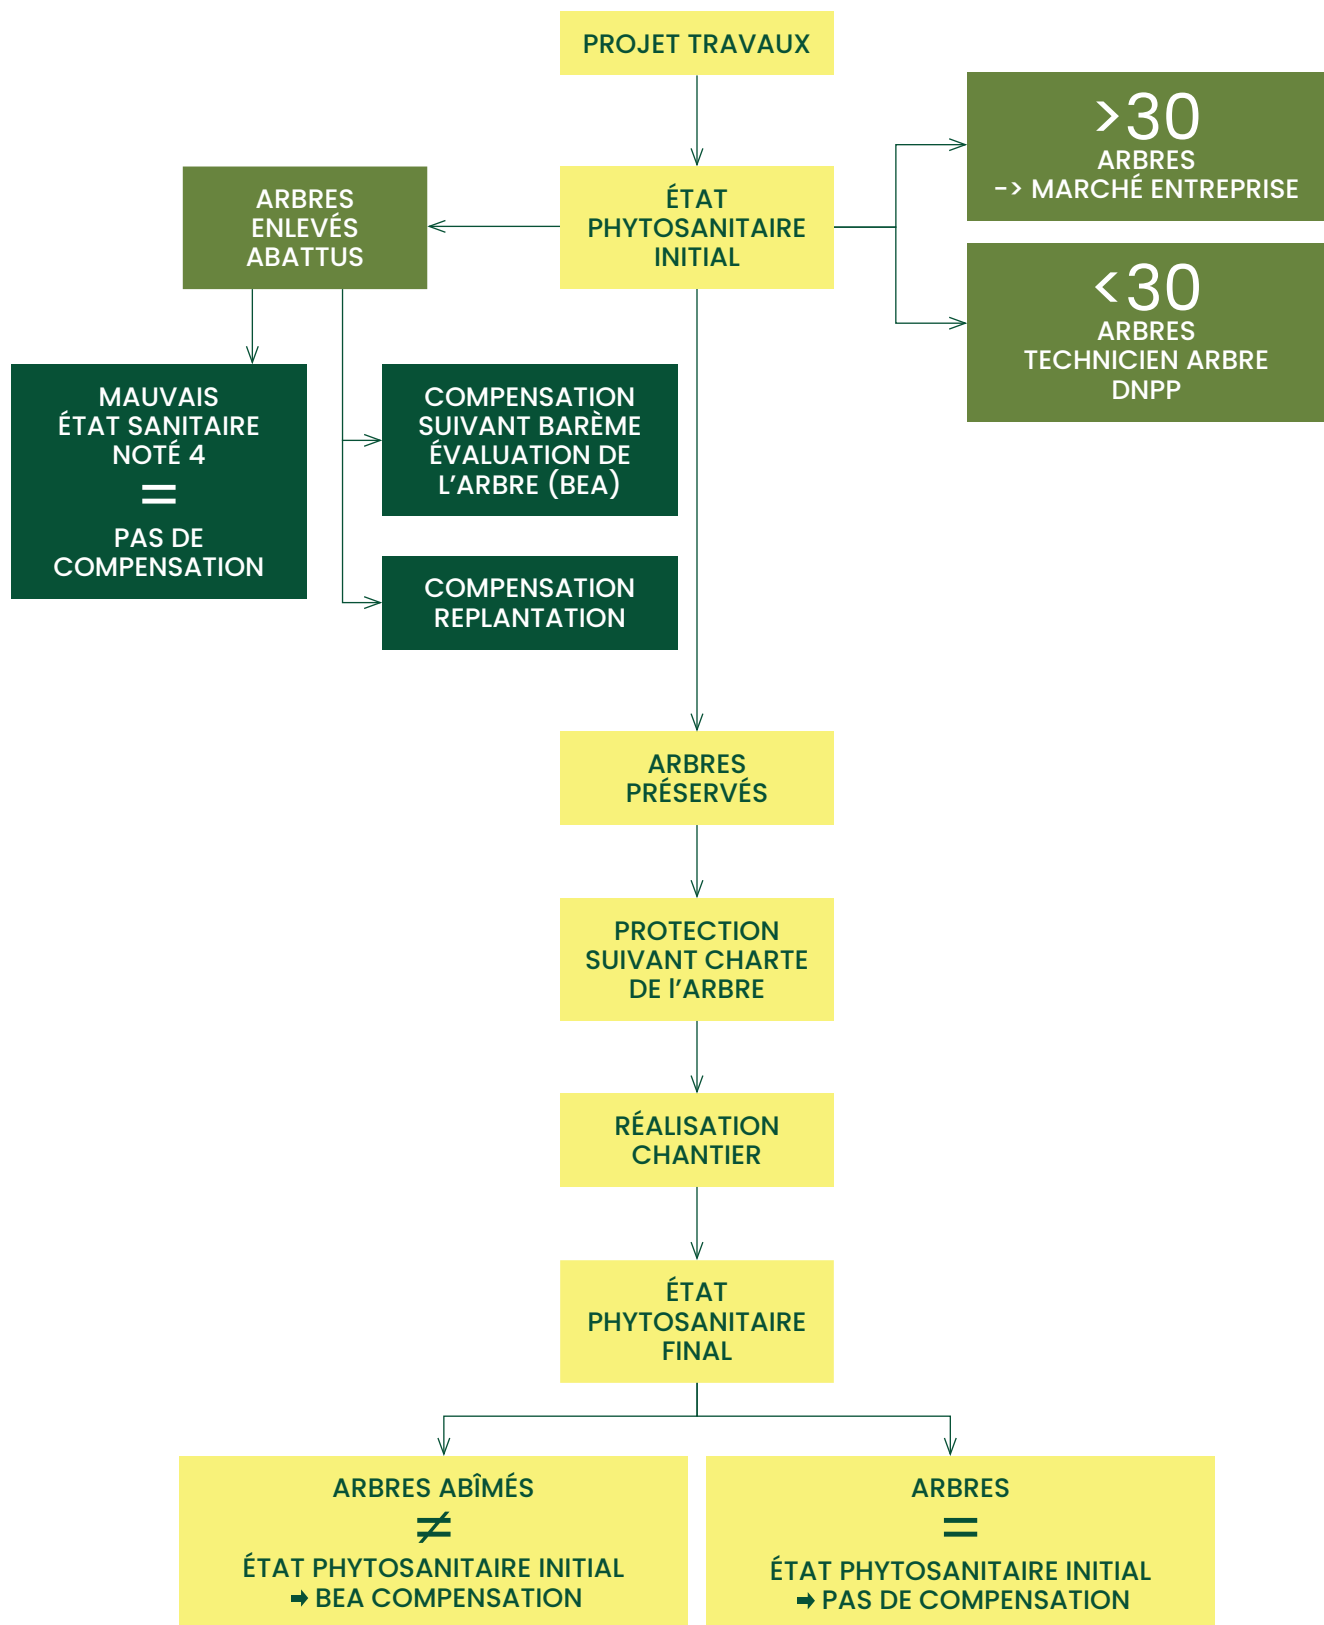 PROJET TRAVAUX
>30
ARBRES
-> MARCHÉ ENTREPRISE
ARBRES
ENLEVÉS
ABATTUS
ÉTAT
PHYTOSANITAIRE
INITIAL
<30
ARBRES
TECHNICIEN ARBRE
DNPP
MAUVAIS
ÉTAT SANITAIRE
NOTÉ 4
=
PAS DE
COMPENSATION
COMPENSATION
SUIVANT BARÈME
ÉVALUATION DE
L’ARBRE (BEA)
COMPENSATION
REPLANTATION
ARBRES
PRÉSERVÉS
PROTECTION
SUIVANT CHARTE
DE l’ARBRE
RÉALISATION
CHANTIER
ÉTAT
PHYTOSANITAIRE
FINAL
ARBRES ABÎMÉS
≠
ÉTAT PHYTOSANITAIRE INITIAL
➡ BEA COMPENSATION
ARBRES
=
ÉTAT PHYTOSANITAIRE INITIAL
➡ PAS DE COMPENSATION